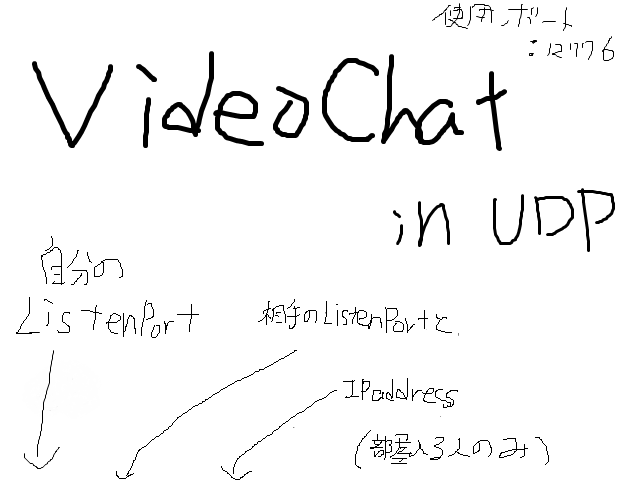 使用ポート
:12776
VideoChat
in UDP
自分の
ListenPort
相手のListenPortと
IPaddress
(部屋入る人のみ)